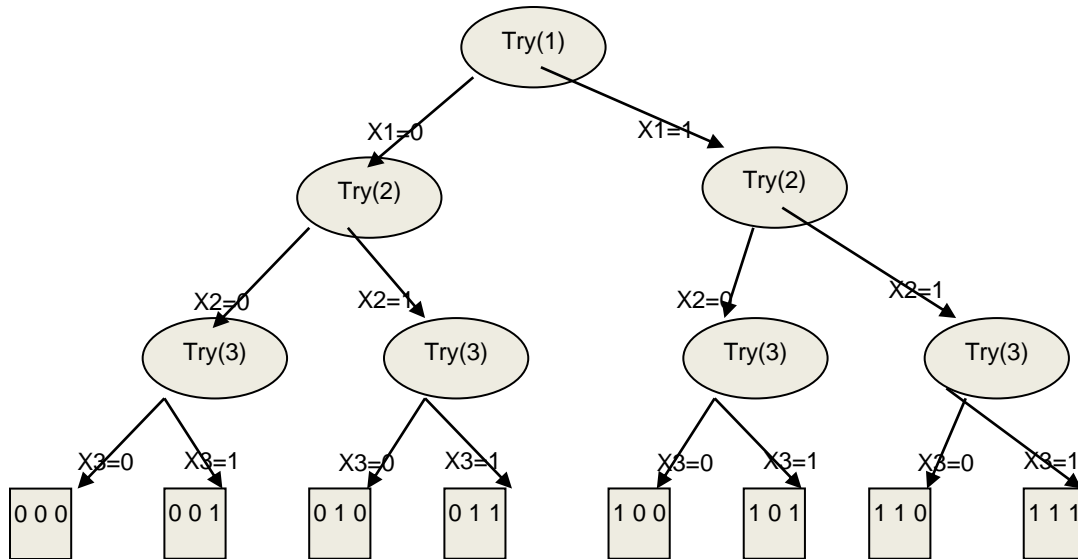 Try(1)
X1=0
X1=1
Try(2)
Try(2)
X2=0
X2=1
X2=0
X2=1
Try(3)
Try(3)
Try(3)
Try(3)
X3=0
X3=1
X3=0
X3=1
X3=0
X3=1
X3=0
X3=1
0 0 0
0 0 1
0 1 0
0 1 1
1 0 0
1 0 1
1 1 0
1 1 1